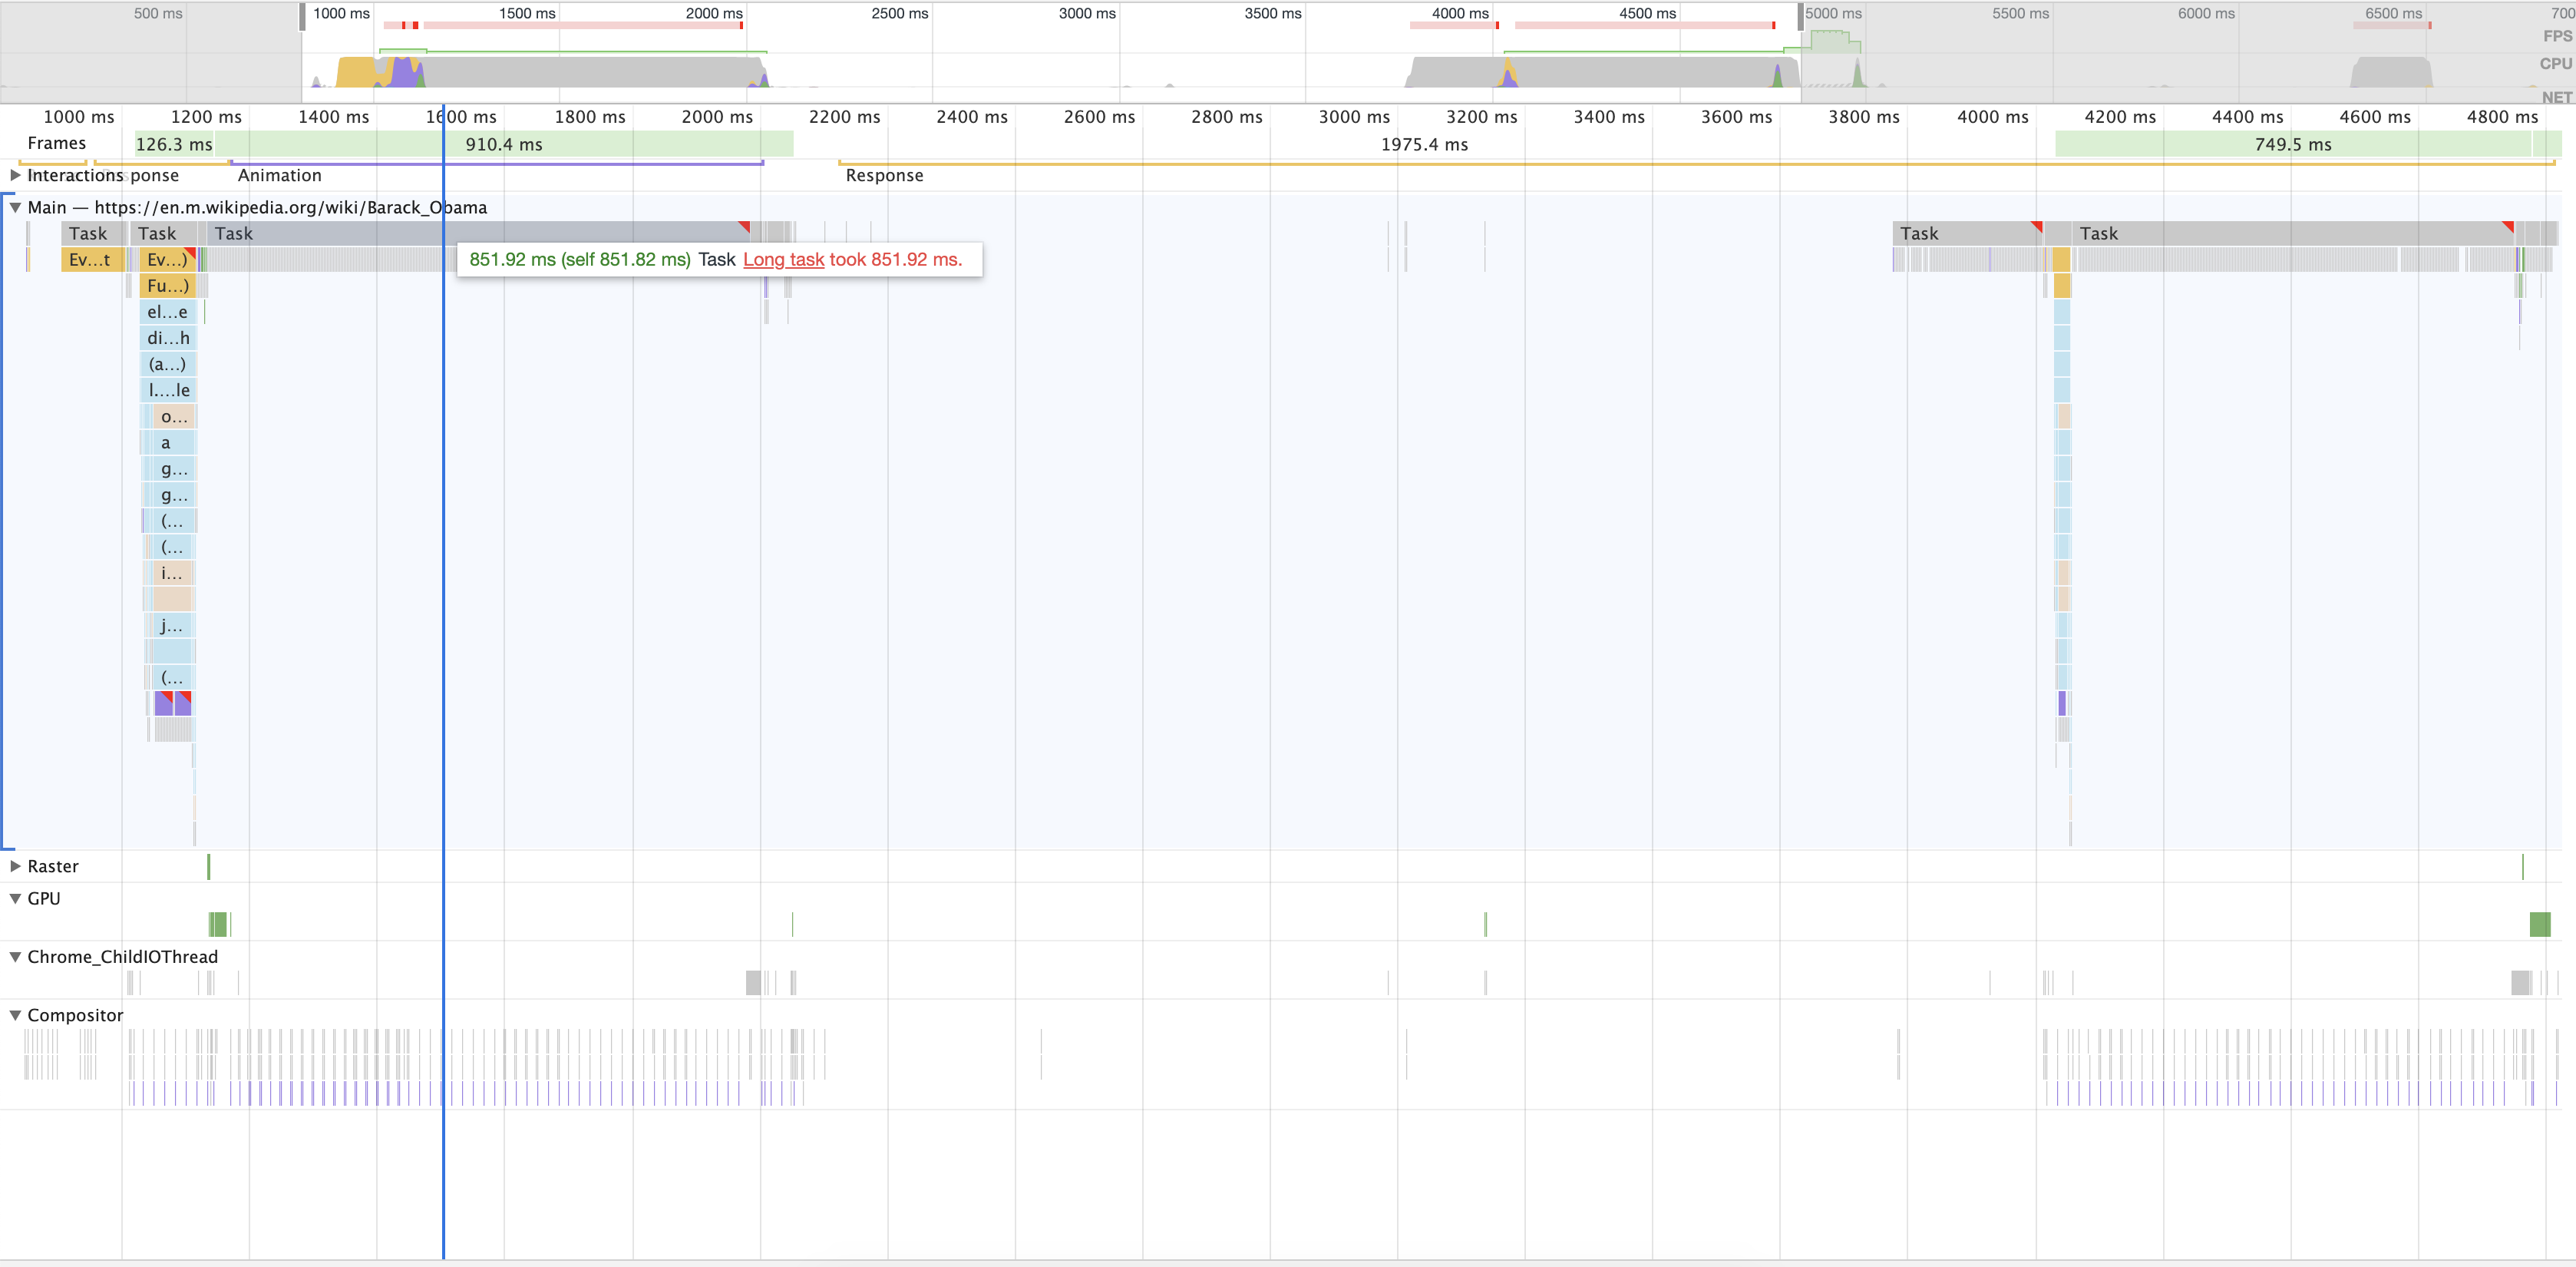 500 ms 1000 ms 1500 ms 2000 ms 2500 ms 3000 ms 3500 ms 4000 ms 4500 ms 5000 ms 5500 ms 6000 ms 6500 ms 700
FPS
CPU
NET
1000 ms 1200 ms 1400 ms 1600 ms 1800 ms 2000 ms 2200 ms 2400 ms 2600 ms 2800 ms 3000 ms 3200 ms 3400 ms 3600 ms 3800 ms 4000 ms 4200 ms 4400 ms 4600 ms 4800 ms
Frames 126.3 ms 910.4 ms 1975.4 ms 749.5 ms
Interactions ponse Animation Response
Main — https://en.m.wikipedia.org/wiki/Barack_Obama
Task Task Task Task Task
Ev...t Ev...) 851.92 ms (self 851.82 ms) Task Long task took 851.92 ms.
Fu...)
el...e
di...h
(a...)
l....le
o...
a
g...
g...
(...
(...
i...
j...
(...
Raster
GPU
Chrome_ChildIOThread
Compositor